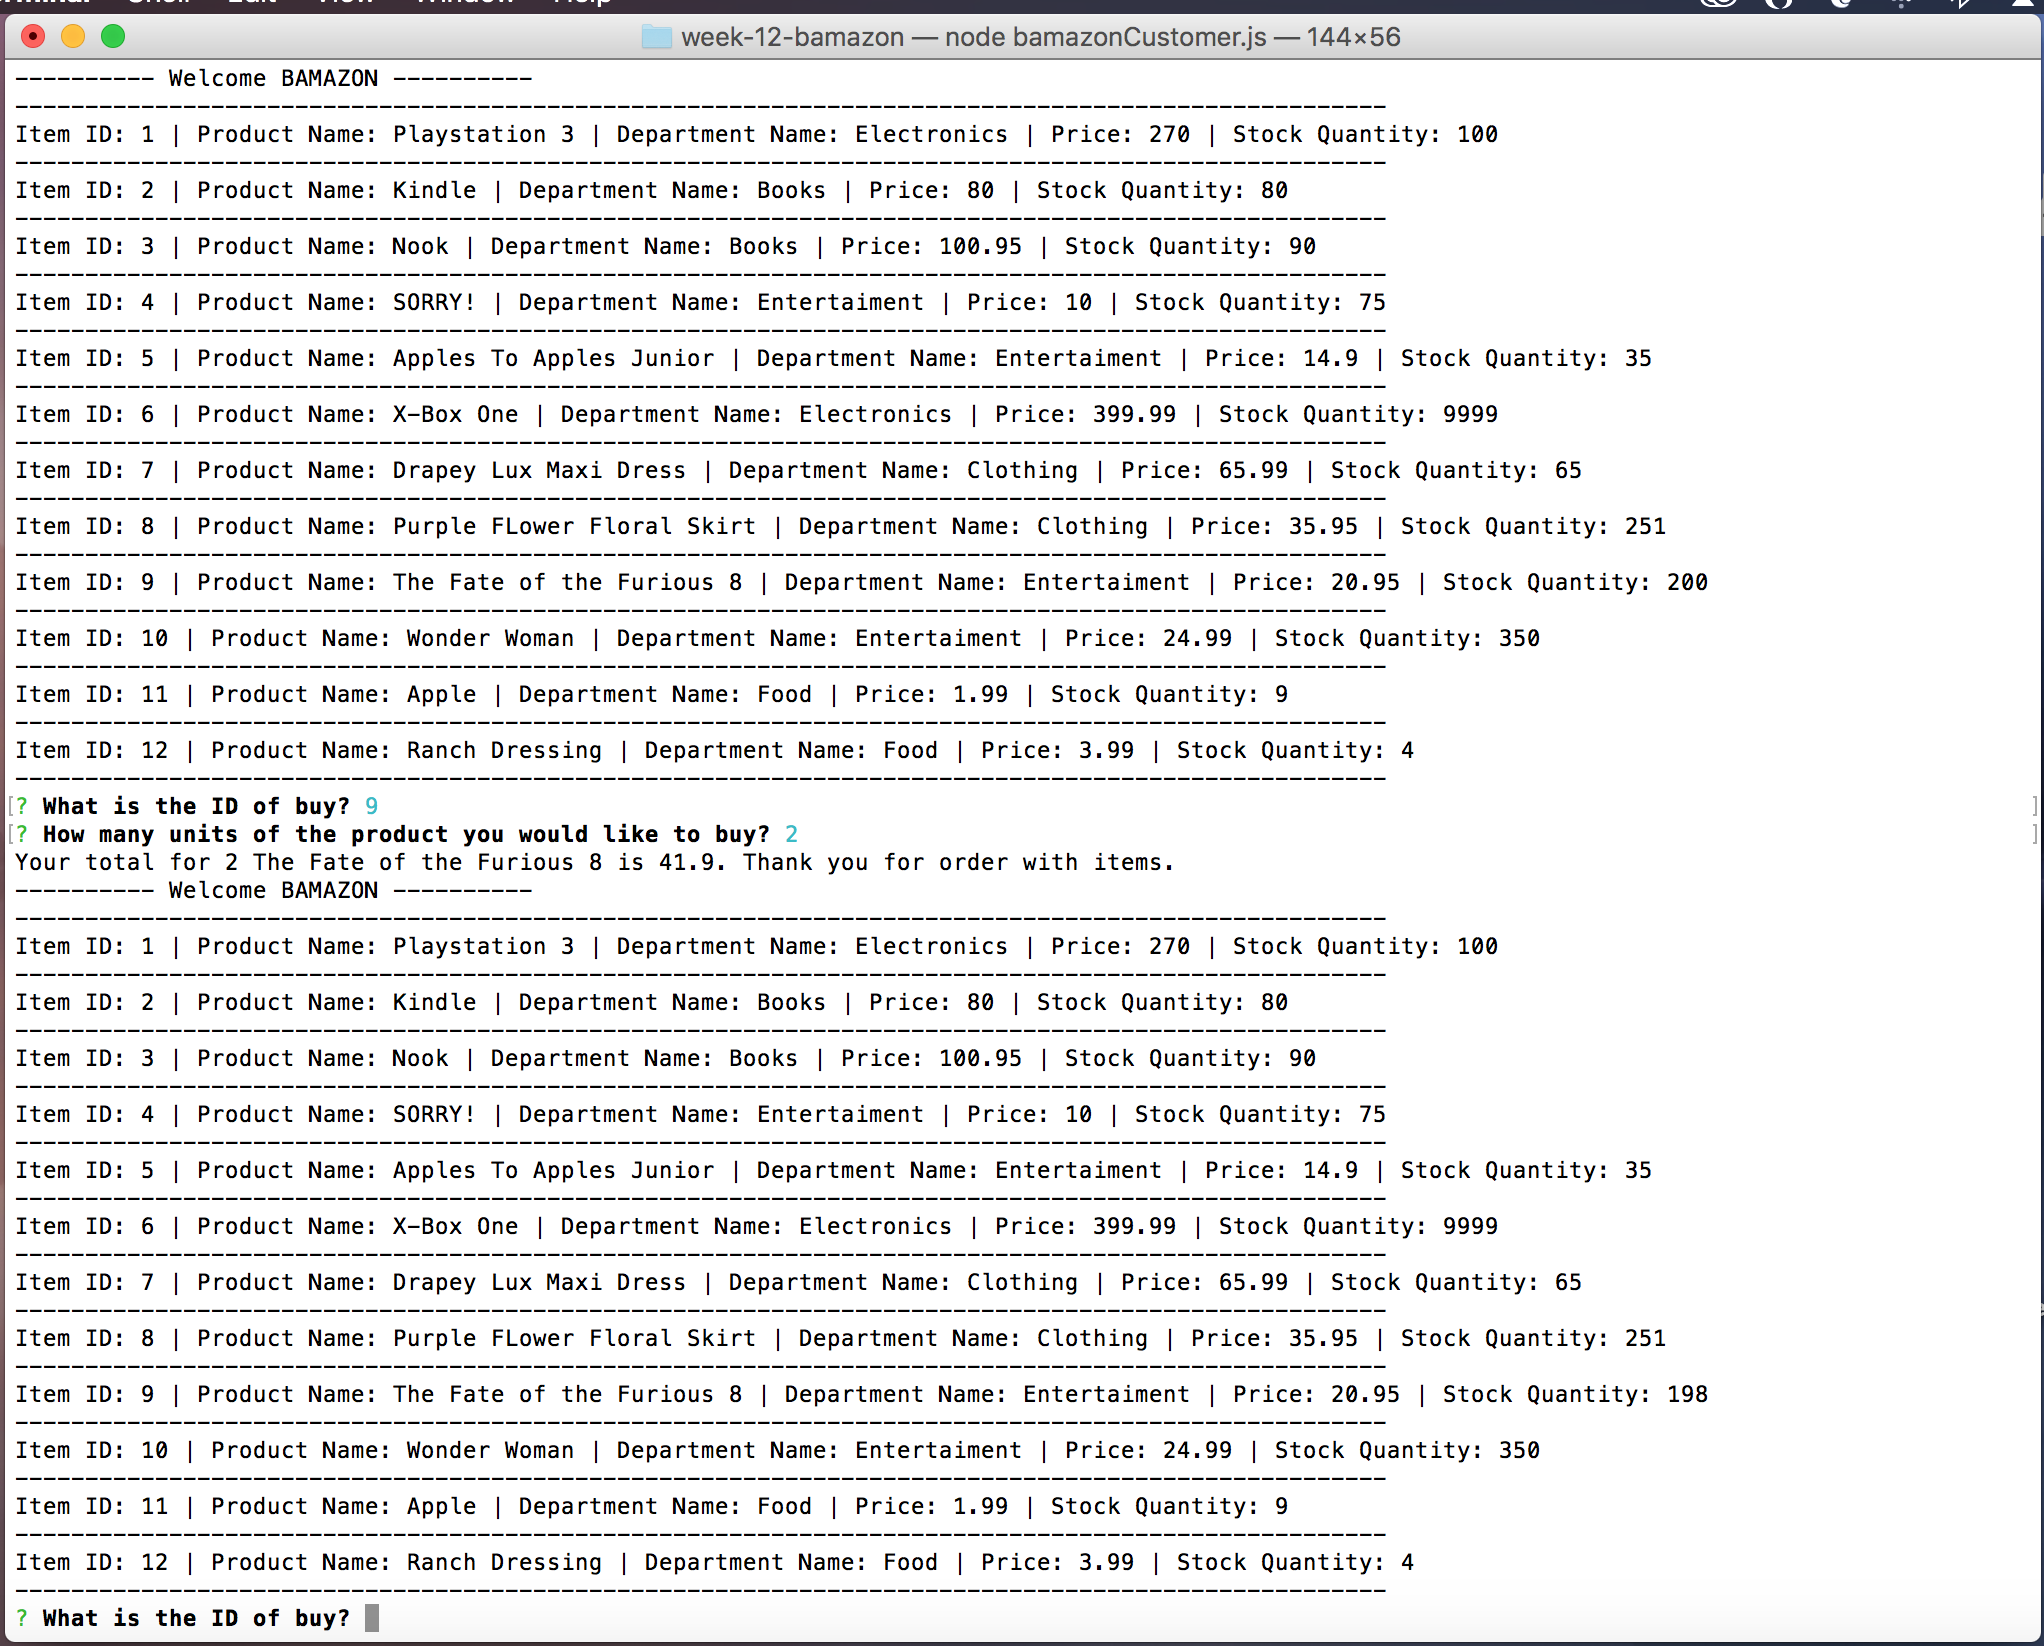 Shell Edit View Window Help
week-12-bamazon — node bamazonCustomer.js — 144×56
---------- Welcome BAMAZON ----------
--------------------------------------------------------------------------------------------------
Item ID: 1 | Product Name: Playstation 3 | Department Name: Electronics | Price: 270 | Stock Quantity: 100
--------------------------------------------------------------------------------------------------
Item ID: 2 | Product Name: Kindle | Department Name: Books | Price: 80 | Stock Quantity: 80
--------------------------------------------------------------------------------------------------
Item ID: 3 | Product Name: Nook | Department Name: Books | Price: 100.95 | Stock Quantity: 90
--------------------------------------------------------------------------------------------------
Item ID: 4 | Product Name: SORRY! | Department Name: Entertaiment | Price: 10 | Stock Quantity: 75
--------------------------------------------------------------------------------------------------
Item ID: 5 | Product Name: Apples To Apples Junior | Department Name: Entertaiment | Price: 14.9 | Stock Quantity: 35
--------------------------------------------------------------------------------------------------
Item ID: 6 | Product Name: X-Box One | Department Name: Electronics | Price: 399.99 | Stock Quantity: 9999
--------------------------------------------------------------------------------------------------
Item ID: 7 | Product Name: Drapey Lux Maxi Dress | Department Name: Clothing | Price: 65.99 | Stock Quantity: 65
--------------------------------------------------------------------------------------------------
Item ID: 8 | Product Name: Purple FLower Floral Skirt | Department Name: Clothing | Price: 35.95 | Stock Quantity: 251
--------------------------------------------------------------------------------------------------
Item ID: 9 | Product Name: The Fate of the Furious 8 | Department Name: Entertaiment | Price: 20.95 | Stock Quantity: 200
--------------------------------------------------------------------------------------------------
Item ID: 10 | Product Name: Wonder Woman | Department Name: Entertaiment | Price: 24.99 | Stock Quantity: 350
--------------------------------------------------------------------------------------------------
Item ID: 11 | Product Name: Apple | Department Name: Food | Price: 1.99 | Stock Quantity: 9
--------------------------------------------------------------------------------------------------
Item ID: 12 | Product Name: Ranch Dressing | Department Name: Food | Price: 3.99 | Stock Quantity: 4
--------------------------------------------------------------------------------------------------
[? What is the ID of buy? 9 ]
[? How many units of the product you would like to buy? 2 ]
Your total for 2 The Fate of the Furious 8 is 41.9. Thank you for order with items.
---------- Welcome BAMAZON ----------
--------------------------------------------------------------------------------------------------
Item ID: 1 | Product Name: Playstation 3 | Department Name: Electronics | Price: 270 | Stock Quantity: 100
--------------------------------------------------------------------------------------------------
Item ID: 2 | Product Name: Kindle | Department Name: Books | Price: 80 | Stock Quantity: 80
--------------------------------------------------------------------------------------------------
Item ID: 3 | Product Name: Nook | Department Name: Books | Price: 100.95 | Stock Quantity: 90
--------------------------------------------------------------------------------------------------
Item ID: 4 | Product Name: SORRY! | Department Name: Entertaiment | Price: 10 | Stock Quantity: 75
--------------------------------------------------------------------------------------------------
Item ID: 5 | Product Name: Apples To Apples Junior | Department Name: Entertaiment | Price: 14.9 | Stock Quantity: 35
--------------------------------------------------------------------------------------------------
Item ID: 6 | Product Name: X-Box One | Department Name: Electronics | Price: 399.99 | Stock Quantity: 9999
--------------------------------------------------------------------------------------------------
Item ID: 7 | Product Name: Drapey Lux Maxi Dress | Department Name: Clothing | Price: 65.99 | Stock Quantity: 65
--------------------------------------------------------------------------------------------------
Item ID: 8 | Product Name: Purple FLower Floral Skirt | Department Name: Clothing | Price: 35.95 | Stock Quantity: 251
--------------------------------------------------------------------------------------------------
Item ID: 9 | Product Name: The Fate of the Furious 8 | Department Name: Entertaiment | Price: 20.95 | Stock Quantity: 198
--------------------------------------------------------------------------------------------------
Item ID: 10 | Product Name: Wonder Woman | Department Name: Entertaiment | Price: 24.99 | Stock Quantity: 350
--------------------------------------------------------------------------------------------------
Item ID: 11 | Product Name: Apple | Department Name: Food | Price: 1.99 | Stock Quantity: 9
--------------------------------------------------------------------------------------------------
Item ID: 12 | Product Name: Ranch Dressing | Department Name: Food | Price: 3.99 | Stock Quantity: 4
--------------------------------------------------------------------------------------------------
? What is the ID of buy?